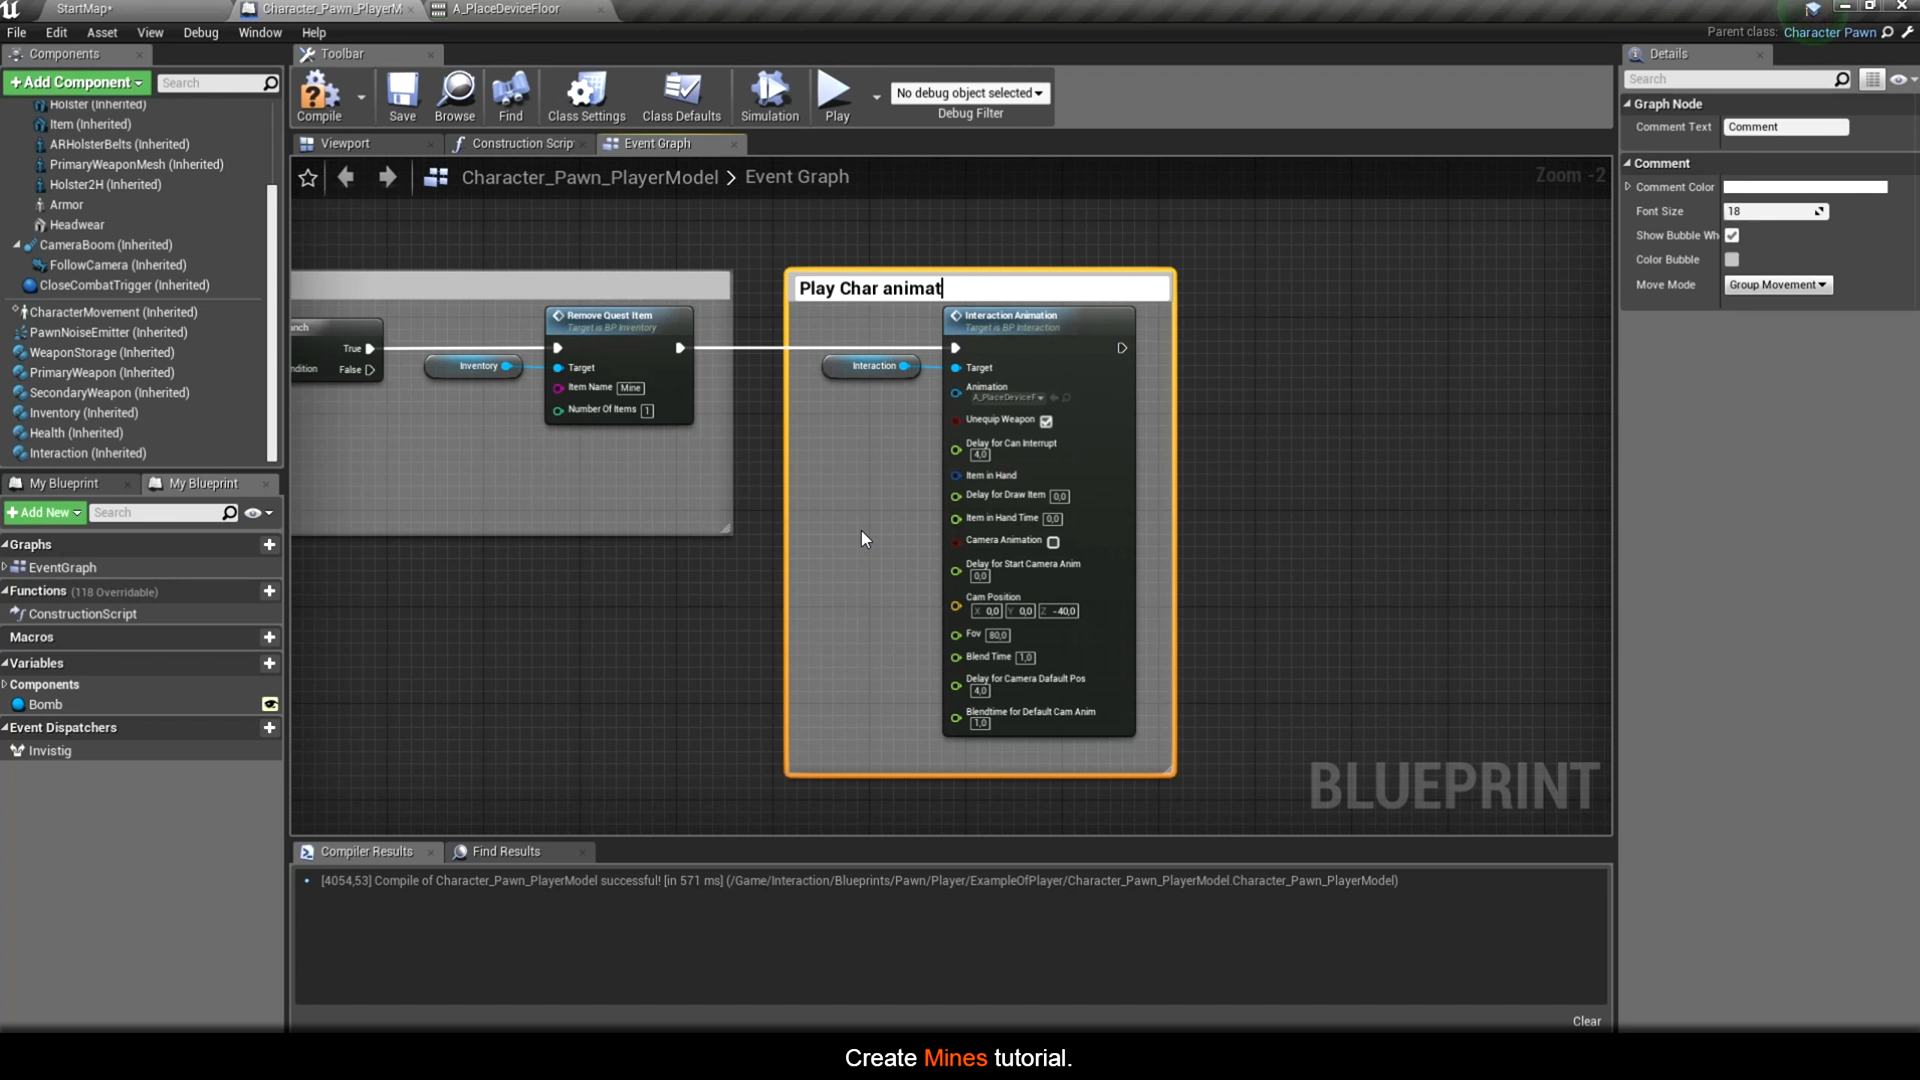 StartMap*
Character_Pawn_PlayerM
A_PlaceDeviceFloor
File Edit Asset View Debug Window Help
Parent class: Character Pawn
Components
Toolbar
Details
+Add Component
Search
Search
Compile
Save
Browse
Find
Class Settings
Class Defaults
Simulation
Play
No debug object selected
Debug Filter
Holster (Inherited)
Item (Inherited)
ARHolsterBelts (Inherited)
PrimaryWeaponMesh (Inherited)
Holster2H (Inherited)
Armor
Headwear
CameraBoom (Inherited)
FollowCamera (Inherited)
CloseCombatTrigger (Inherited)
CharacterMovement (Inherited)
PawnNoiseEmitter (Inherited)
WeaponStorage (Inherited)
PrimaryWeapon (Inherited)
SecondaryWeapon (Inherited)
Inventory (Inherited)
Health (Inherited)
Interaction (Inherited)
Graph Node
Comment Text Comment
Comment
Comment Color
Font Size 18
Show Bubble Wh
Color Bubble
Move Mode Group Movement
Viewport
Construction Scrip
Event Graph
Character_Pawn_PlayerModel > Event Graph
Zoom -2
Play Char animat
nch
True
ndition False
Inventory
Remove Quest Item
Target is BP Inventory
Target
Item Name Mine
Number Of Items 1
Interaction
Interaction Animation
Target is BP Interaction
Target
Animation
A_PlaceDeviceF
Unequip Weapon
Delay for Can Interrupt
4,0
Item in Hand
Delay for Draw Item 0,0
Item in Hand Time 0,0
Camera Animation
Delay for Start Camera Anim
0,0
Cam Position
X 0,0 Y 0,0 Z -40,0
Fov 80,0
Blend Time 1,0
Delay for Camera Dafault Pos
4,0
Blendtime for Default Cam Anim
1,0
BLUEPRINT
My Blueprint
My Blueprint
+Add New
Search
Graphs
EventGraph
Functions (118 Overridable)
ConstructionScript
Macros
Variables
Components
Bomb
Event Dispatchers
Invistig
Compiler Results
Find Results
[4054,53] Compile of Character_Pawn_PlayerModel successful! [in 571 ms] (/Game/Interaction/Blueprints/Pawn/Player/ExampleOfPlayer/Character_Pawn_PlayerModel.Character_Pawn_PlayerModel)
Clear
Create Mines tutorial.